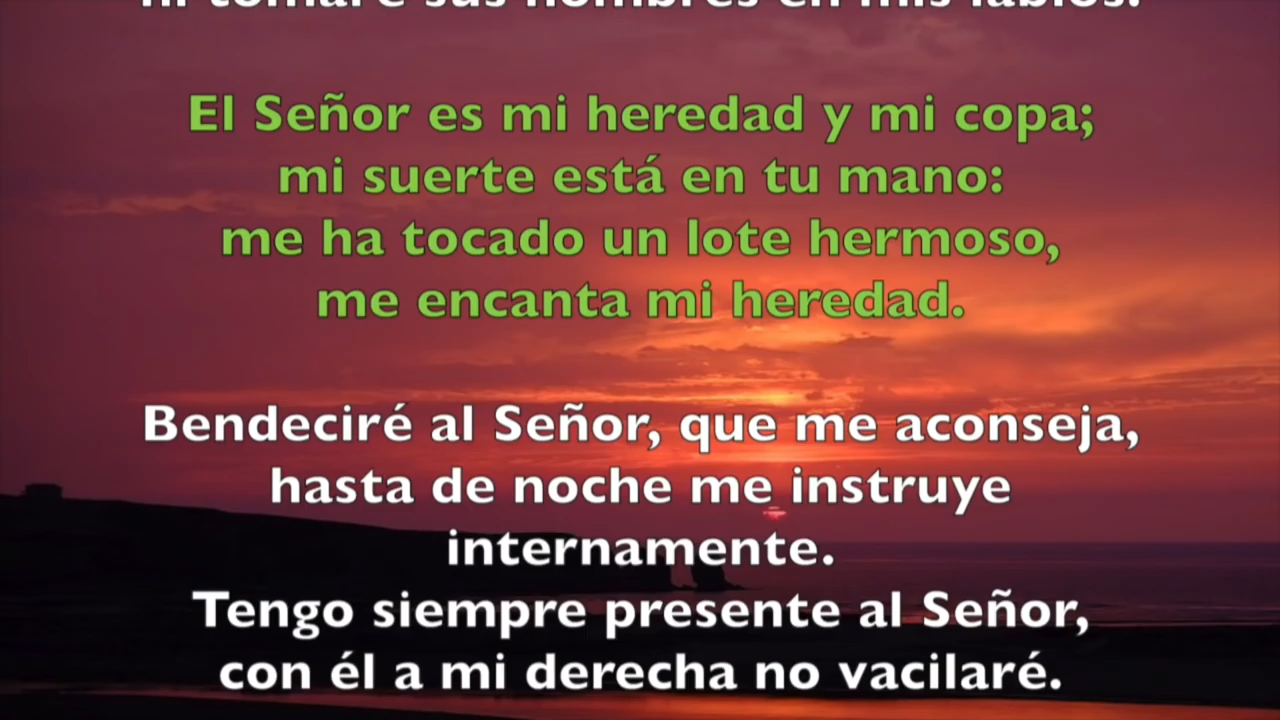 ni tomaré sus nombres en mis labios.
El Señor es mi heredad y mi copa;
mi suerte está en tu mano:
me ha tocado un lote hermoso,
me encanta mi heredad.
Bendeciré al Señor, que me aconseja,
hasta de noche me instruye
internamente.
Tengo siempre presente al Señor,
con él a mi derecha no vacilaré.